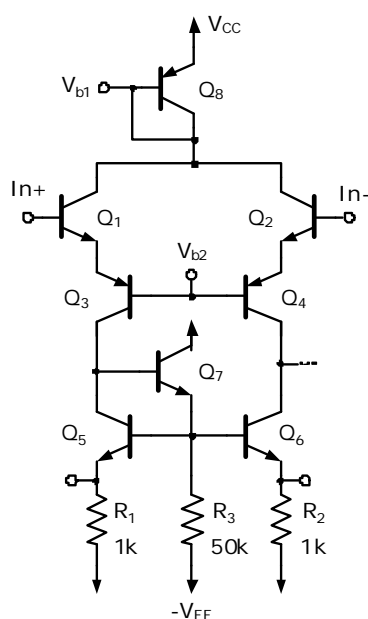 VCC
Vb1
Q8
In+
In-
Q1
Q2
Vb2
Q3
Q4
Q7
Q5
Q6
R1
R3
R2
1k
50k
1k
-VEE